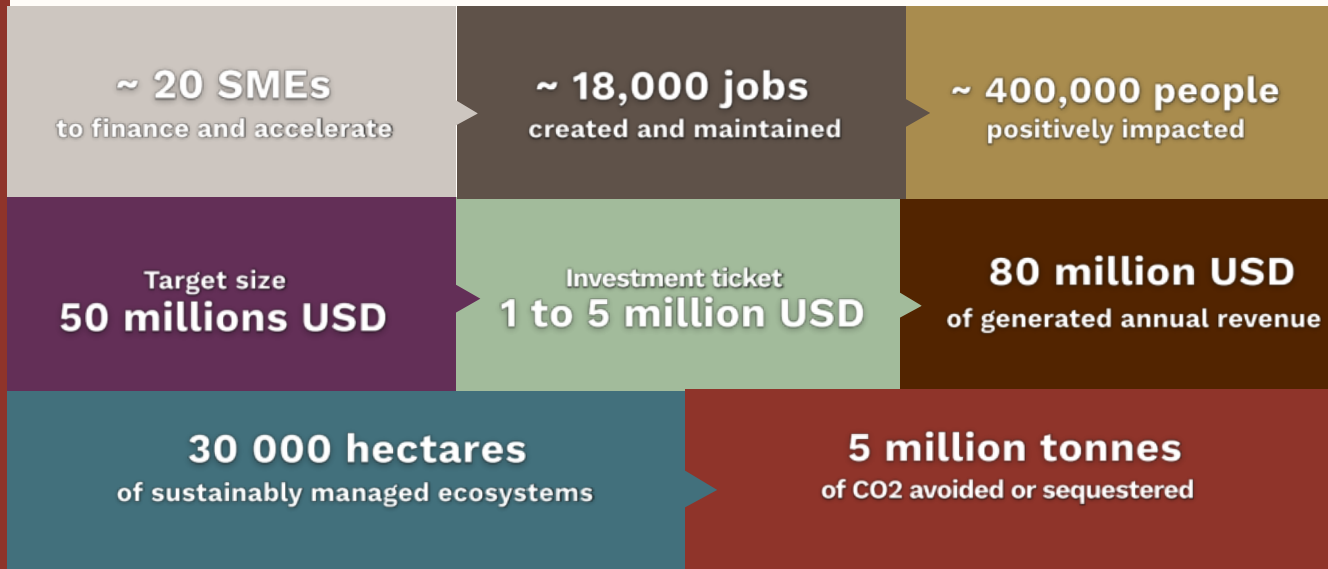 ~ 20 SMEs
to finance and accelerate
~ 18,000 jobs
created and maintained
~ 400,000 people
positively impacted
Target size
50 millions USD
Investment ticket
1 to 5 million USD
80 million USD
of generated annual revenue
30 000 hectares
of sustainably managed ecosystems
5 million tonnes
of CO2 avoided or sequestered